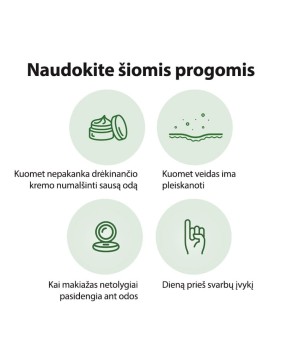 Naudokite šiomis progomis
Kuomet nepakanka drėkinančio
kremo numalšinti sausą odą
Kuomet veidas ima
pleiskanoti
Kai makiažas netolygiai
pasidengia ant odos
Dieną prieš svarbų įvykį